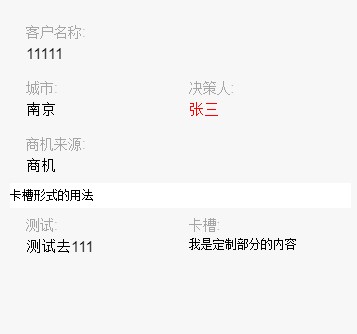 客户名称:
11111
城市: 决策人:
南京 张三
商机来源:
商机
卡槽形式的用法
测试: 卡槽:
测试去111 我是定制部分的内容